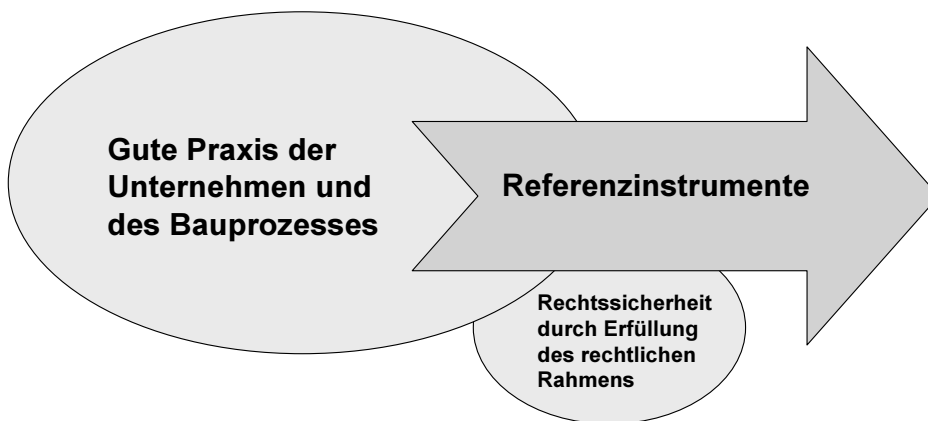 Gute Praxis der
Unternehmen und
des Bauprozesses
Referenzinstrumente
Rechtssicherheit
durch Erfüllung
des rechtlichen
Rahmens